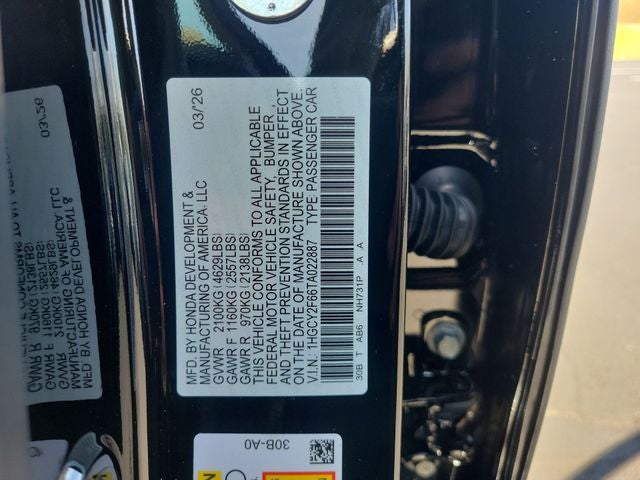 MFD. BY HONDA DEVELOPMENT & 03/'26
MANUFACTURING OF AMERICA, LLC
GVWR 2100KG(4629LBS)
GAWR F 1160KG(2557LBS)
GAWR R 970KG(2138LBS)
THIS VEHICLE CONFORMS TO ALL APPLICABLE
FEDERAL MOTOR VEHICLE SAFETY, BUMPER,
AND THEFT PREVENTION STANDARDS IN EFFECT
ON THE DATE OF MANUFACTURE SHOWN ABOVE.
V.I.N.: 1HGCY2F66TA022887 TYPE:PASSENGER CAR
30B T AB6 NH731P A A
30B-A0